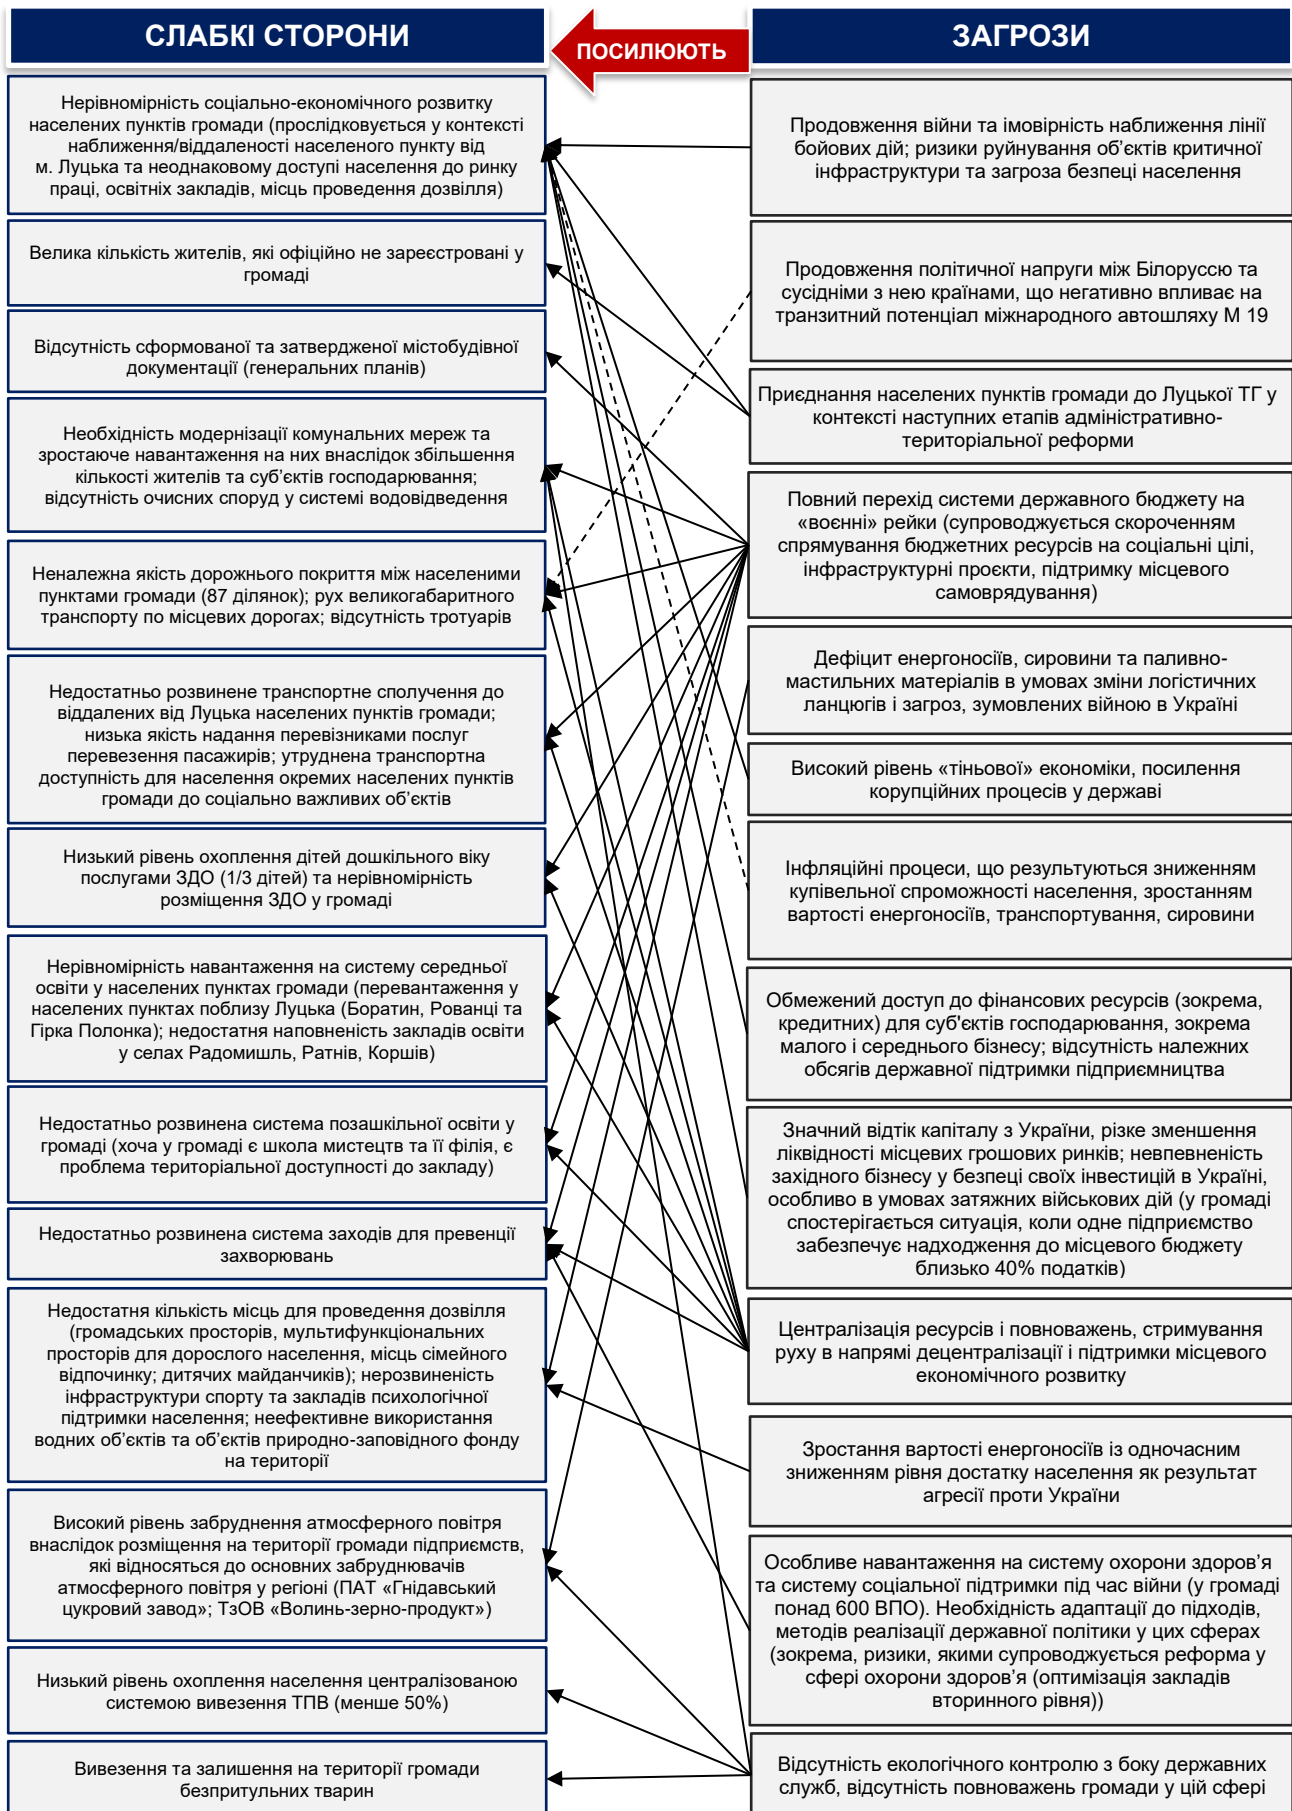 СЛАБКІ СТОРОНИ
ПОСИЛЮЮТЬ
ЗАГРОЗИ
Нерівномірність соціально-економічного розвитку
населених пунктів громади (прослідковується у контексті
наближення/віддаленості населеного пункту від
м. Луцька та неоднаковому доступі населення до ринку
праці, освітніх закладів, місць проведення дозвілля)
Велика кількість жителів, які офіційно не зареєстровані у
громаді
Відсутність сформованої та затвердженої містобудівної
документації (генеральних планів)
Необхідність модернізації комунальних мереж та
зростаюче навантаження на них внаслідок збільшення
кількості жителів та суб’єктів господарювання;
відсутність очисних споруд у системі водовідведення
Неналежна якість дорожнього покриття між населеними
пунктами громади (87 ділянок); рух великогабаритного
транспорту по місцевих дорогах; відсутність тротуарів
Недостатньо розвинене транспортне сполучення до
віддалених від Луцька населених пунктів громади;
низька якість надання перевізниками послуг
перевезення пасажирів; утруднена транспортна
доступність для населення окремих населених пунктів
громади до соціально важливих об’єктів
Низький рівень охоплення дітей дошкільного віку
послугами ЗДО (1/3 дітей) та нерівномірність
розміщення ЗДО у громаді
Нерівномірність навантаження на систему середньої
освіти у населених пунктах громади (перевантаження у
населених пунктах поблизу Луцька (Боратин, Рованці та
Гірка Полонка); недостатня наповненість закладів освіти
у селах Радомишль, Ратнів, Коршів)
Недостатньо розвинена система позашкільної освіти у
громаді (хоча у громаді є школа мистецтв та її філія, є
проблема територіальної доступності до закладу)
Недостатньо розвинена система заходів для превенції
захворювань
Недостатня кількість місць для проведення дозвілля
(громадських просторів, мультифункціональних
просторів для дорослого населення, місць сімейного
відпочинку; дитячих майданчиків); нерозвиненість
інфраструктури спорту та закладів психологічної
підтримки населення; неефективне використання
водних об’єктів та об’єктів природно-заповідного фонду
на території
Високий рівень забруднення атмосферного повітря
внаслідок розміщення на території громади підприємств,
які відносяться до основних забруднювачів
атмосферного повітря у регіоні (ПАТ «Гнідавський
цукровий завод»; ТзОВ «Волинь-зерно-продукт»)
Низький рівень охоплення населення централізованою
системою вивезення ТПВ (менше 50%)
Вивезення та залишення на території громади
безпритульних тварин
Продовження війни та імовірність наближення лінії
бойових дій; ризики руйнування об’єктів критичної
інфраструктури та загроза безпеці населення
Продовження політичної напруги між Білоруссю та
сусідніми з нею країнами, що негативно впливає на
транзитний потенціал міжнародного автошляху М 19
Приєднання населених пунктів громади до Луцької ТГ у
контексті наступних етапів адміністративно-
територіальної реформи
Повний перехід системи державного бюджету на
«воєнні» рейки (супроводжується скороченням
спрямування бюджетних ресурсів на соціальні цілі,
інфраструктурні проєкти, підтримку місцевого
самоврядування)
Дефіцит енергоносіїв, сировини та паливно-
мастильних матеріалів в умовах зміни логістичних
ланцюгів і загроз, зумовлених війною в Україні
Високий рівень «тіньової» економіки, посилення
корупційних процесів у державі
Інфляційні процеси, що результуються зниженням
купівельної спроможності населення, зростанням
вартості енергоносіїв, транспортування, сировини
Обмежений доступ до фінансових ресурсів (зокрема,
кредитних) для суб'єктів господарювання, зокрема
малого і середнього бізнесу; відсутність належних
обсягів державної підтримки підприємництва
Значний відтік капіталу з України, різке зменшення
ліквідності місцевих грошових ринків; невпевненість
західного бізнесу у безпеці своїх інвестицій в Україні,
особливо в умовах затяжних військових дій (у громаді
спостерігається ситуація, коли одне підприємство
забезпечує надходження до місцевого бюджету
близько 40% податків)
Централізація ресурсів і повноважень, стримування
руху в напрямі децентралізації і підтримки місцевого
економічного розвитку
Зростання вартості енергоносіїв із одночасним
зниженням рівня достатку населення як результат
агресії проти України
Особливе навантаження на систему охорони здоров’я
та систему соціальної підтримки під час війни (у громаді
понад 600 ВПО). Необхідність адаптації до підходів,
методів реалізації державної політики у цих сферах
(зокрема, ризики, якими супроводжується реформа у
сфері охорони здоров’я (оптимізація закладів
вторинного рівня))
Відсутність екологічного контролю з боку державних
служб, відсутність повноважень громади у цій сфері